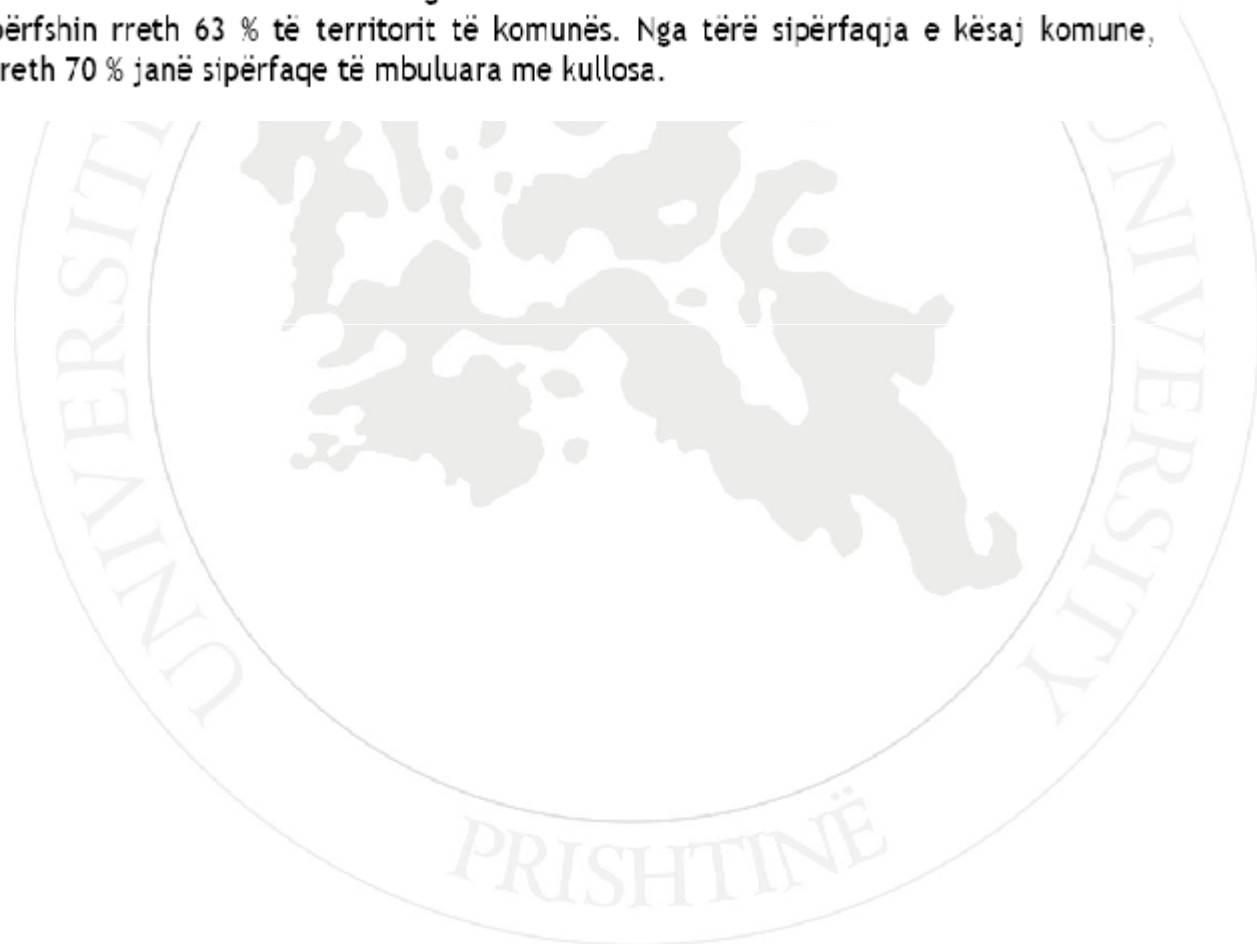 përfshin rreth 63 % të territorit të komunës. Nga tërë sipërfaqja e kësaj komune,
rreth 70 % janë sipërfaqe të mbuluara me kullosa.
UNIVERSITY
PRISHTINË